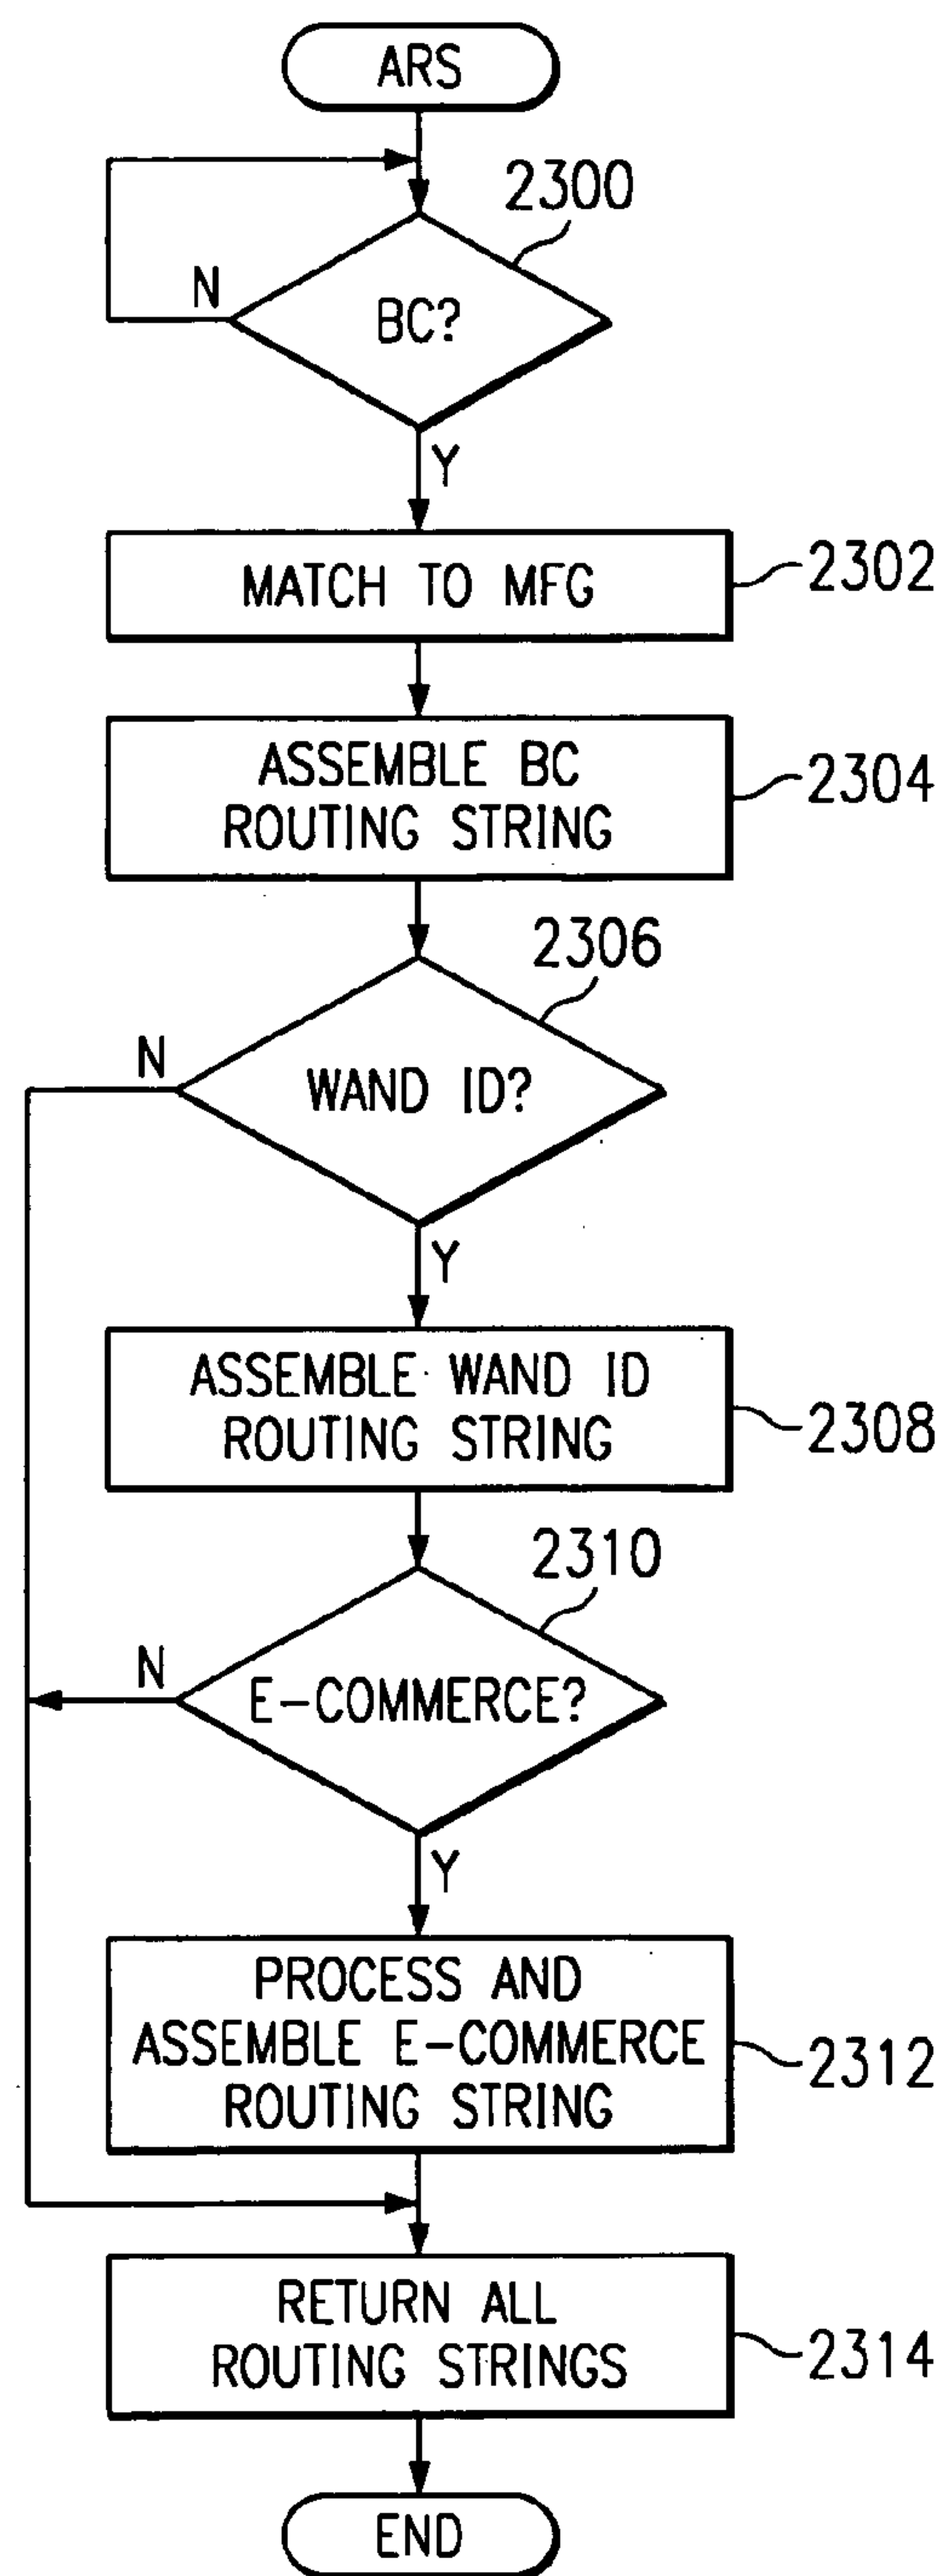 ARS
2300
N
BC?
Y
MATCH TO MFG
2302
ASSEMBLE BC
ROUTING STRING
2304
2306
N
WAND ID?
Y
ASSEMBLE WAND ID
ROUTING STRING
2308
2310
N
E-COMMERCE?
Y
PROCESS AND
ASSEMBLE E-COMMERCE
ROUTING STRING
2312
RETURN ALL
ROUTING STRINGS
2314
END